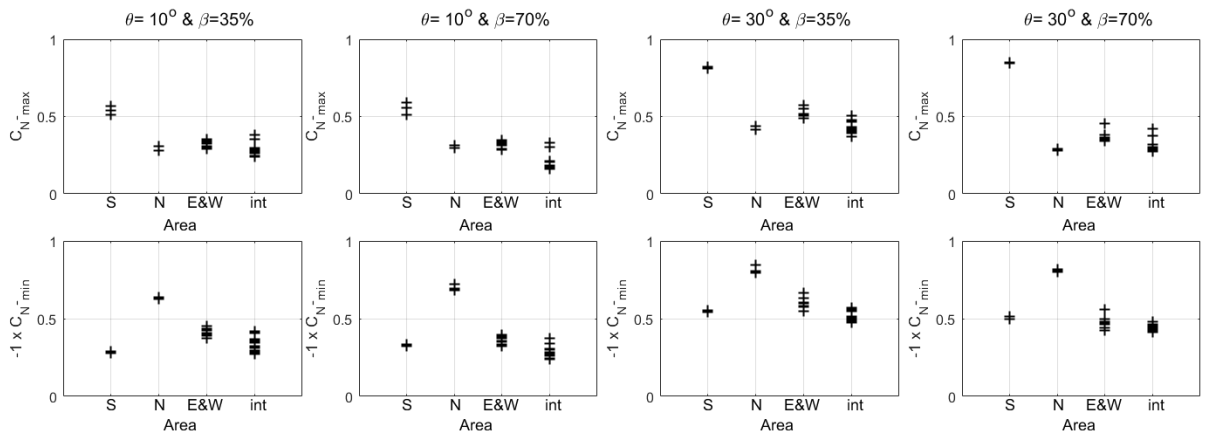 θ= 10° & β=35%
1
0.5
0
C_N-max
S N E&W int
Area
θ= 10° & β=70%
1
0.5
0
C_N-max
S N E&W int
Area
θ= 30° & β=35%
1
0.5
0
C_N-max
S N E&W int
Area
θ= 30° & β=70%
1
0.5
0
C_N-max
S N E&W int
Area
1
0.5
0
-1 x C_N-min
S N E&W int
Area
1
0.5
0
-1 x C_N-min
S N E&W int
Area
1
0.5
0
-1 x C_N-min
S N E&W int
Area
1
0.5
0
-1 x C_N-min
S N E&W int
Area